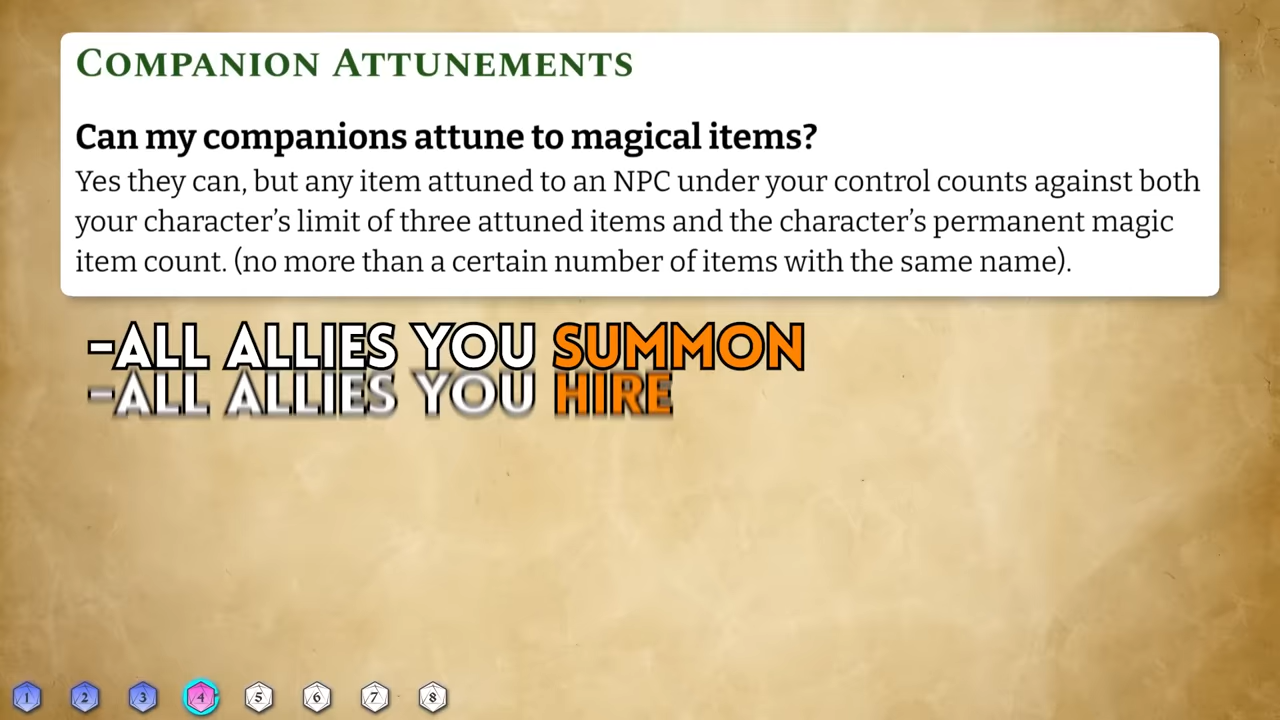 COMPANION ATTUNEMENTS
Can my companions attune to magical items?
Yes they can, but any item attuned to an NPC under your control counts against both
your character’s limit of three attuned items and the character’s permanent magic
item count. (no more than a certain number of items with the same name).
-ALL ALLIES YOU SUMMON
-ALL ALLIES YOU HIRE
1 2 3 4 5 6 7 8